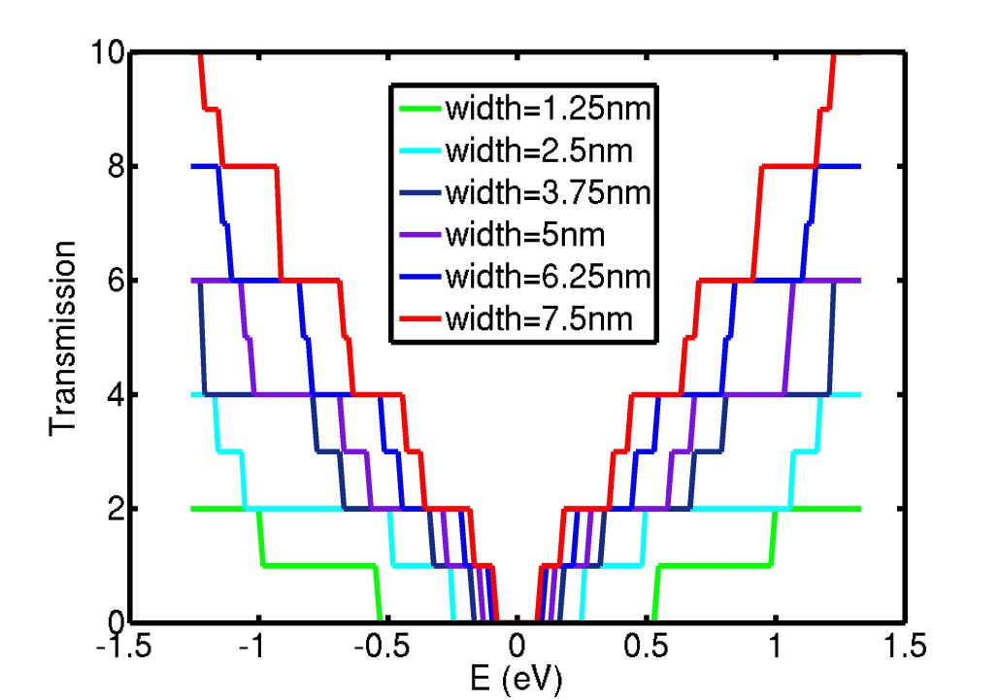 10
8
6
4
2
0
Transmission
width=1.25nm
width=2.5nm
width=3.75nm
width=5nm
width=6.25nm
width=7.5nm
-1.5 -1 -0.5 0 0.5 1 1.5
E (eV)